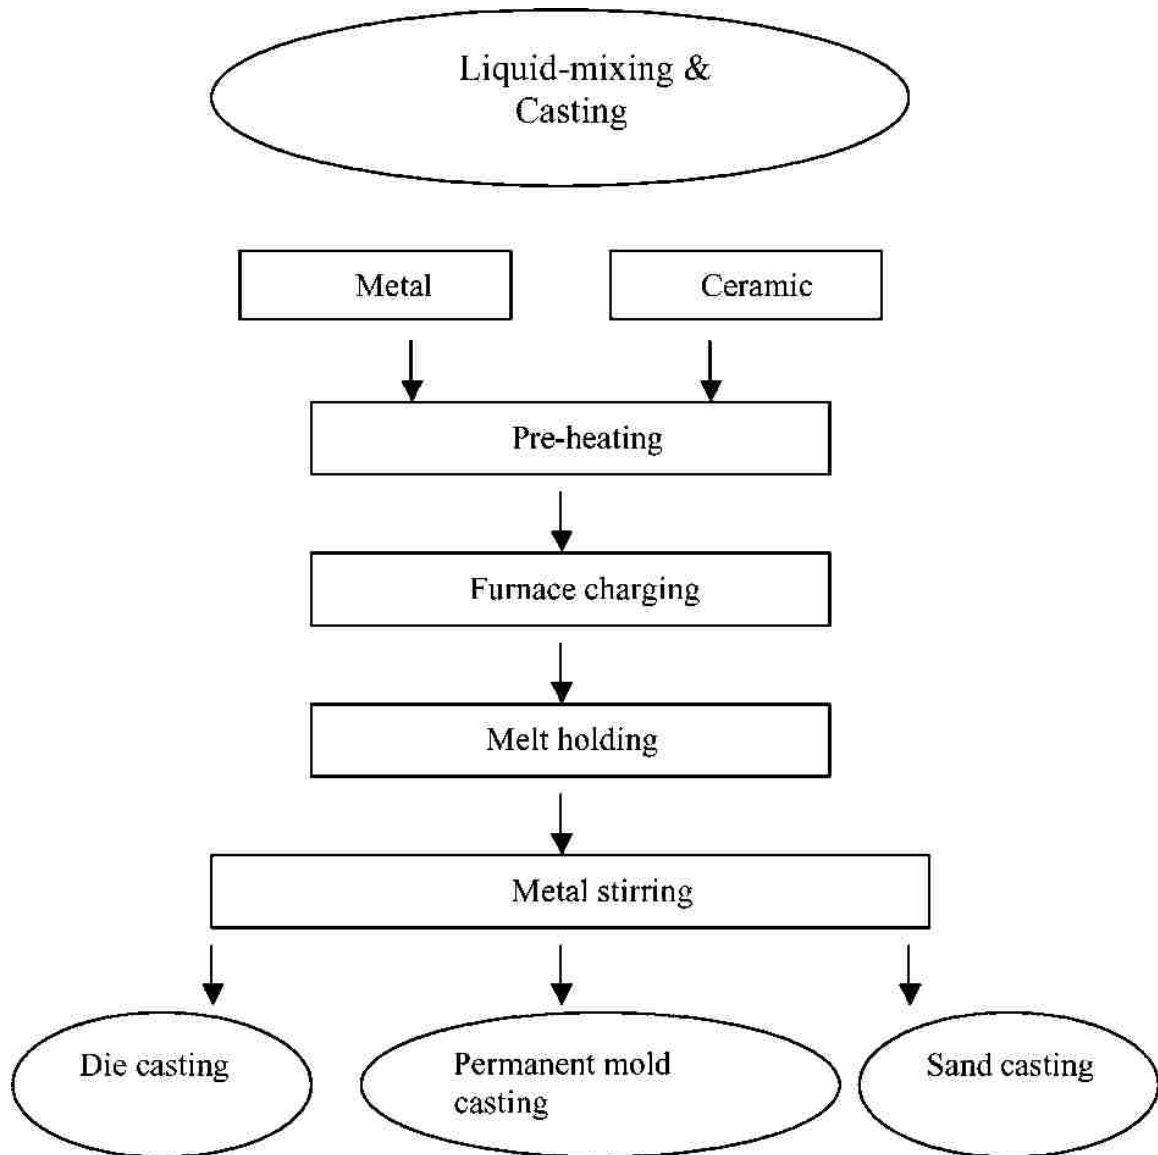 Liquid-mixing &
Casting
Metal
Ceramic
Pre-heating
Furnace charging
Melt holding
Metal stirring
Die casting
Permanent mold
casting
Sand casting